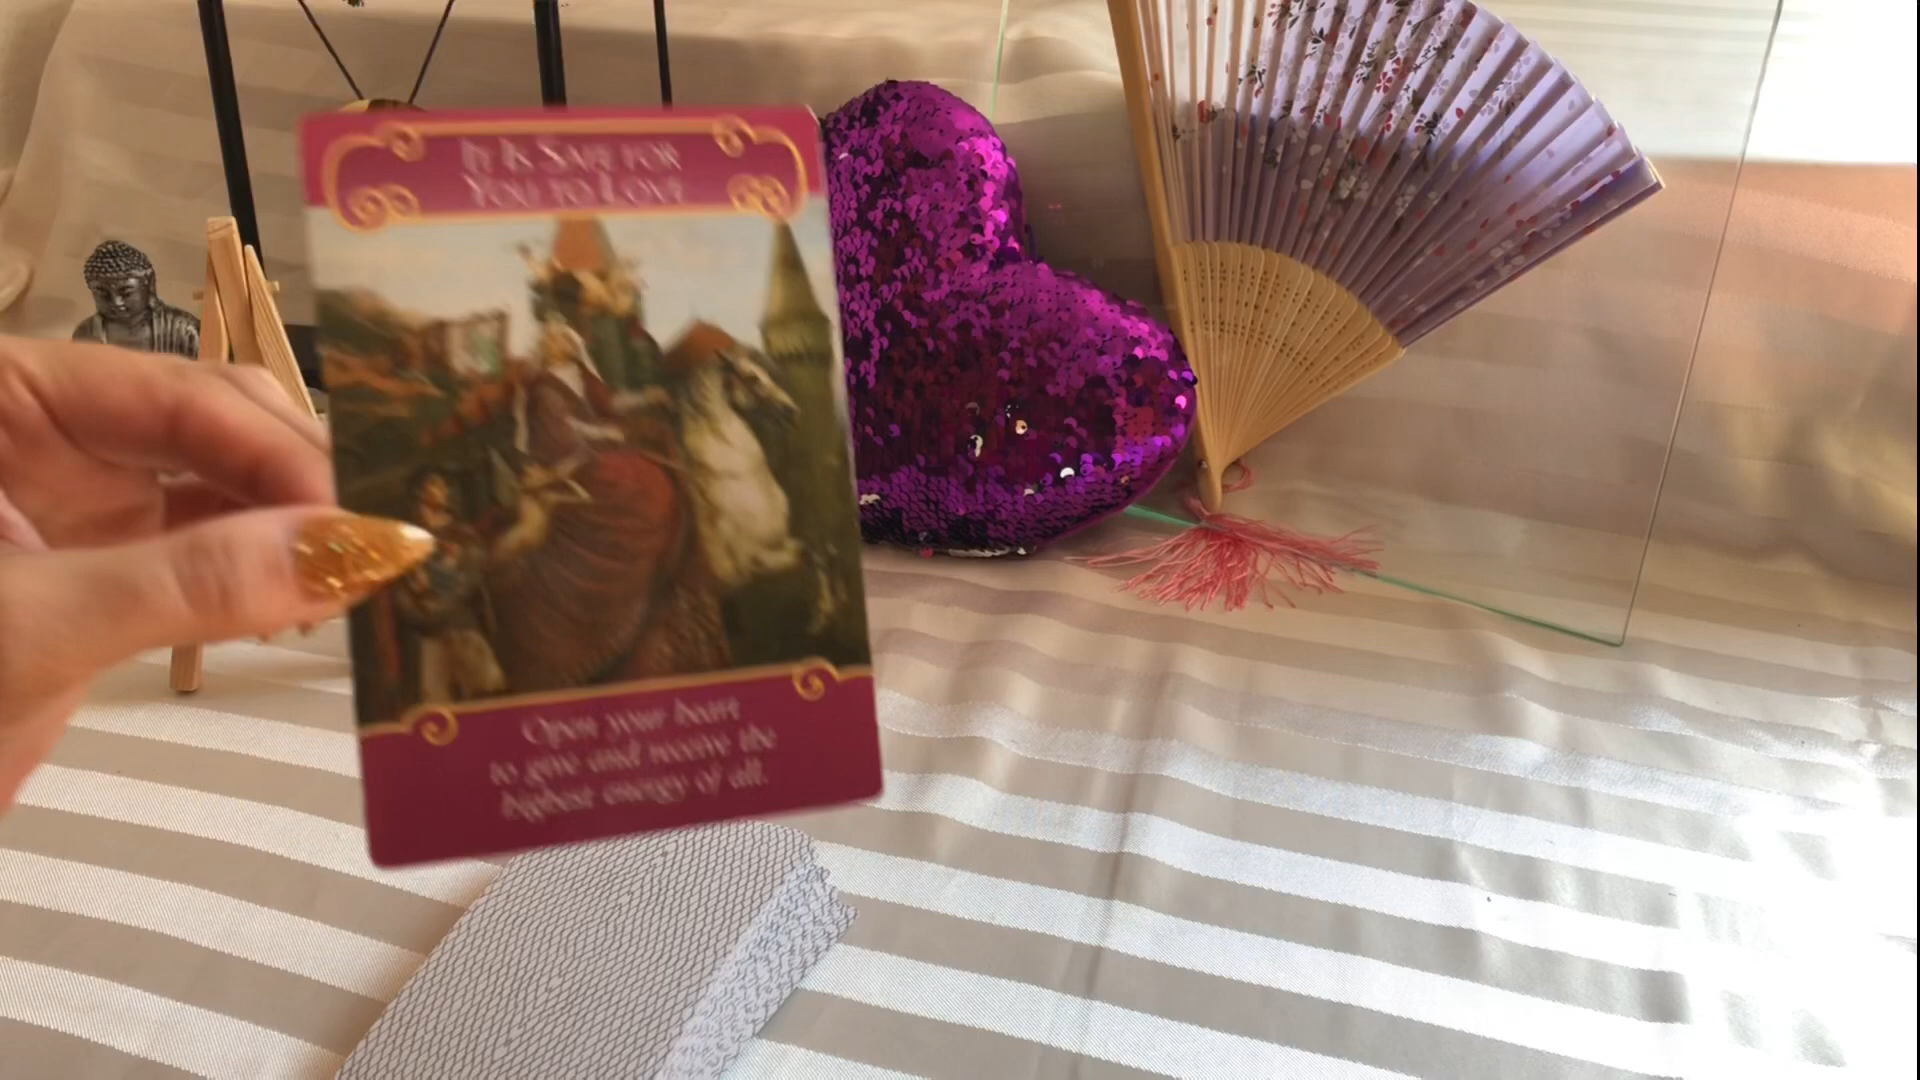 It Is Safe for
You to Love
Open your heart
to give and receive the
highest energy of all.